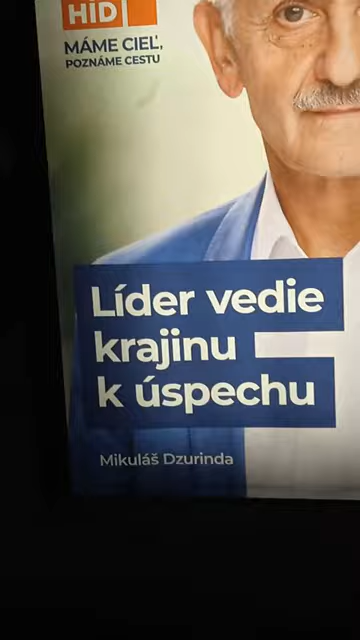 HÍD
MÁME CIEĽ,
POZNÁME CESTU
Líder vedie
krajinu
k úspechu
Mikuláš Dzurinda